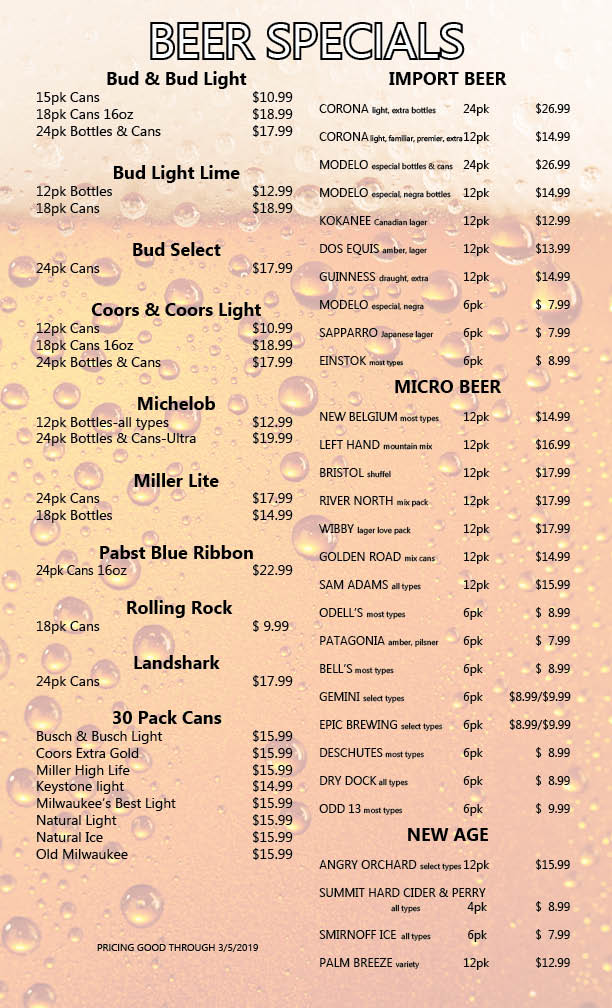 BEER SPECIALS
Bud & Bud Light
15pk Cans $10.99
18pk Cans 16oz $18.99
24pk Bottles & Cans $17.99
Bud Light Lime
12pk Bottles $12.99
18pk Cans $18.99
Bud Select
24pk Cans $17.99
Coors & Coors Light
12pk Cans $10.99
18pk Cans 16oz $18.99
24pk Bottles & Cans $17.99
Michelob
12pk Bottles-all types $12.99
24pk Bottles & Cans-Ultra $19.99
Miller Lite
24pk Cans $17.99
18pk Bottles $14.99
Pabst Blue Ribbon
24pk Cans 16oz $22.99
Rolling Rock
18pk Cans $ 9.99
Landshark
24pk Cans $17.99
30 Pack Cans
Busch & Busch Light $15.99
Coors Extra Gold $15.99
Miller High Life $15.99
Keystone light $14.99
Milwaukee's Best Light $15.99
Natural Light $15.99
Natural Ice $15.99
Old Milwaukee $15.99
PRICING GOOD THROUGH 3/5/2019
IMPORT BEER
CORONA light, extra bottles 24pk $26.99
CORONA light, familiar, premier, extra 12pk $14.99
MODELO especial bottles & cans 24pk $26.99
MODELO especial, negra bottles 12pk $14.99
KOKANEE Canadian lager 12pk $12.99
DOS EQUIS amber, lager 12pk $13.99
GUINNESS draught, extra 12pk $14.99
MODELO especial, negra 6pk $ 7.99
SAPPARRO Japanese lager 6pk $ 7.99
EINSTOK most types 6pk $ 8.99
MICRO BEER
NEW BELGIUM most types 12pk $14.99
LEFT HAND mountain mix 12pk $16.99
BRISTOL shuffel 12pk $17.99
RIVER NORTH mix pack 12pk $17.99
WIBBY lager love pack 12pk $17.99
GOLDEN ROAD mix cans 12pk $14.99
SAM ADAMS all types 12pk $15.99
ODELL'S most types 6pk $ 8.99
PATAGONIA amber, pilsner 6pk $ 7.99
BELL'S most types 6pk $ 8.99
GEMINI select types 6pk $8.99/$9.99
EPIC BREWING select types 6pk $8.99/$9.99
DESCHUTES most types 6pk $ 8.99
DRY DOCK all types 6pk $ 8.99
ODD 13 most types 6pk $ 9.99
NEW AGE
ANGRY ORCHARD select types 12pk $15.99
SUMMIT HARD CIDER & PERRY
all types 4pk $ 8.99
SMIRNOFF ICE all types 6pk $ 7.99
PALM BREEZE variety 12pk $12.99